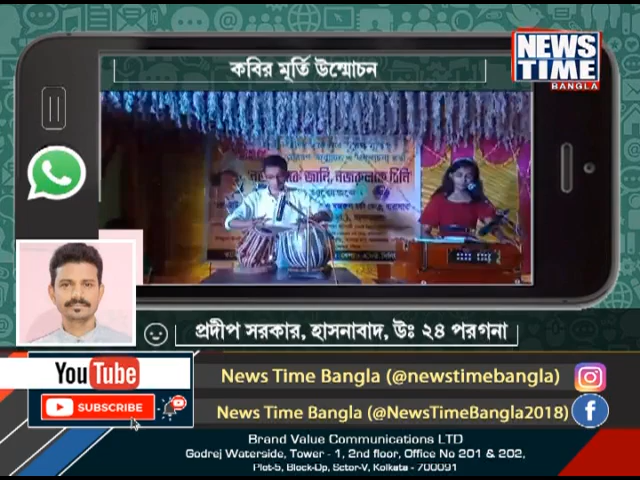 কবির মূর্তি উন্মোচন
NEWS
TIME
BANGLA
প্রদীপ সরকার, হাসনাবাদ, উঃ ২৪ পরগনা
YouTube
SUBSCRIBE
News Time Bangla (@newstimebangla)
News Time Bangla (@NewsTimeBangla2018)
Brand Value Communications LTD
Godrej Waterside, Tower - 1, 2nd floor, Office No 201 & 202,
Plot-5, Block-Dp, Sctor-V, Kolkata - 700091